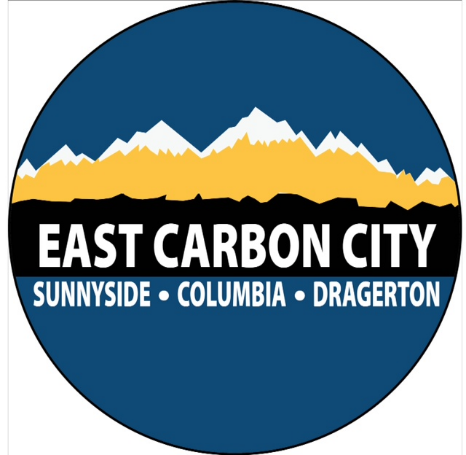 EAST CARBON CITY
SUNNYSIDE • COLUMBIA • DRAGERTON